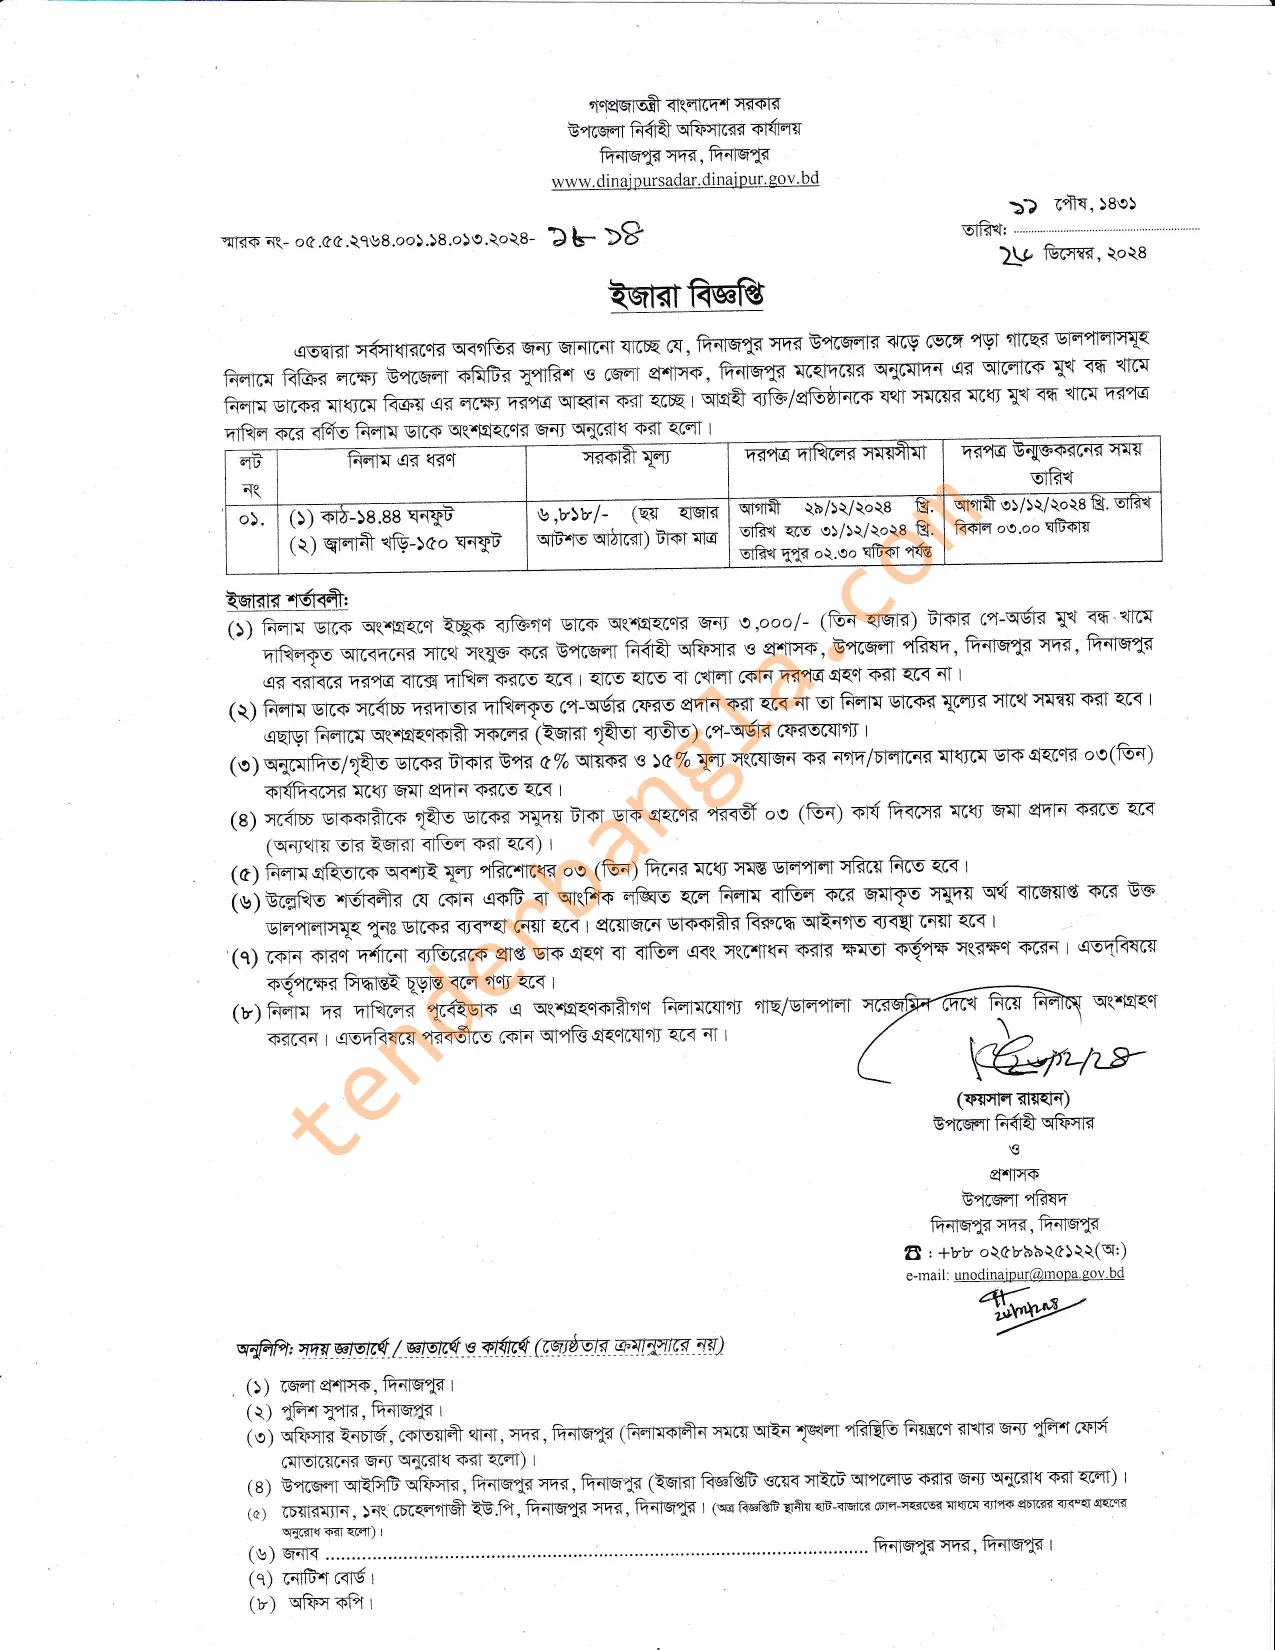 গণপ্রজাতন্ত্রী বাংলাদেশ সরকার
উপজেলা নির্বাহী অফিসারের কার্যালয়
দিনাজপুর সদর, দিনাজপুর
www.dinajpursadar.dinajpur.gov.bd
১১ পৌষ, ১৪৩১
স্মারক নং- ০৫.৫৫.২৭৬৪.০০১.১৪.০১৩.২০২৪-
তারিখ: ........................................................
২৬ ডিসেম্বর, ২০২৪
ইজারা বিজ্ঞপ্তি
এতদ্বারা সর্বসাধারণের অবগতির জন্য জানানো যাচ্ছে যে, দিনাজপুর সদর উপজেলার ঝড়ে ভেঙ্গে পড়া গাছের ডালপালাসমূহ
নিলামে বিক্রির লক্ষ্যে উপজেলা কমিটির সুপারিশ ও জেলা প্রশাসক, দিনাজপুর মহোদয়ের অনুমোদন এর আলোকে মুখ বন্ধ খামে
নিলাম ডাকের মাধ্যমে বিক্রয় এর লক্ষ্যে দরপত্র আহ্বান করা হচ্ছে। আগ্রহী ব্যক্তি/প্রতিষ্ঠানকে যথা সময়ের মধ্যে মুখ বন্ধ খামে দরপত্র
দাখিল করে বর্ণিত নিলাম ডাকে অংশগ্রহণের জন্য অনুরোধ করা হলো।
লট নিলাম এর ধরণ সরকারী মূল্য দরপত্র দাখিলের সময়সীমা দরপত্র উন্মুক্তকরনের সময়
নং তারিখ
০১. (১) কাঠ-১৪.৪৪ ঘনফুট ৬,৮১৮/- (ছয় হাজার আগামী ২৯/১২/২০২৪ খ্রি. আগামী ৩১/১২/২০২৪ খ্রি. তারিখ
(২) জ্বালানী খড়ি-১৫০ ঘনফুট আটশত আঠারো) টাকা মাত্র তারিখ হতে ৩১/১২/২০২৪ খ্রি. বিকাল ০৩.০০ ঘটিকায়
তারিখ দুপুর ০২.৩০ ঘটিকা পর্যন্ত
ইজারার শর্তাবলী:
(১) নিলাম ডাকে অংশগ্রহণে ইচ্ছুক ব্যক্তিগণ ডাকে অংশগ্রহণের জন্য ৩,০০০/- (তিন হাজার) টাকার পে-অর্ডার মুখ বন্ধ খামে
দাখিলকৃত আবেদনের সাথে সংযুক্ত করে উপজেলা নির্বাহী অফিসার ও প্রশাসক, উপজেলা পরিষদ, দিনাজপুর সদর, দিনাজপুর
এর বরাবরে দরপত্র বাক্সে দাখিল করতে হবে। হাতে হাতে বা খোলা কোন দরপত্র গ্রহণ করা হবে না।
(২) নিলাম ডাকে সর্বোচ্চ দরদাতার দাখিলকৃত পে-অর্ডার ফেরত প্রদান করা হবে না তা নিলাম ডাকের মূল্যের সাথে সমন্বয় করা হবে।
এছাড়া নিলামে অংশগ্রহণকারী সকলের (ইজারা গৃহীতা ব্যতীত) পে-অর্ডার ফেরতযোগ্য।
(৩) অনুমোদিত/গৃহীত ডাকের টাকার উপর ৫% আয়কর ও ১৫% মূল্য সংযোজন কর নগদ/চালানের মাধ্যমে ডাক গ্রহণের ০৩(তিন)
কার্যদিবসের মধ্যে জমা প্রদান করতে হবে।
(৪) সর্বোচ্চ ডাককারীকে গৃহীত ডাকের সমুদয় টাকা ডাক গ্রহণের পরবর্তী ০৩ (তিন) কার্য দিবসের মধ্যে জমা প্রদান করতে হবে
(অন্যথায় তার ইজারা বাতিল করা হবে)।
(৫) নিলাম গ্রহিতাকে অবশ্যই মূল্য পরিশোধের ০৩ (তিন) দিনের মধ্যে সমস্ত ডালপালা সরিয়ে নিতে হবে।
(৬) উল্লেখিত শর্তাবলীর যে কোন একটি বা আংশিক লঙ্ঘিত হলে নিলাম বাতিল করে জমাকৃত সমুদয় অর্থ বাজেয়াপ্ত করে উক্ত
ডালপালাসমূহ পুনঃ ডাকের ব্যবস্হা নেয়া হবে। প্রয়োজনে ডাককারীর বিরুদ্ধে আইনগত ব্যবস্থা নেয়া হবে।
(৭) কোন কারণ দর্শানো ব্যতিরেকে প্রাপ্ত ডাক গ্রহণ বা বাতিল এবং সংশোধন করার ক্ষমতা কর্তৃপক্ষ সংরক্ষণ করেন। এতদ্‌বিষয়ে
কর্তৃপক্ষের সিদ্ধান্তই চূড়ান্ত বলে গণ্য হবে।
(৮) নিলাম দর দাখিলের পূর্বেইডাক এ অংশগ্রহণকারীগণ নিলামযোগ্য গাছ/ডালপালা সরেজমিন দেখে নিয়ে নিলামে অংশগ্রহণ
করবেন। এতদবিষয়ে পরবর্তীতে কোন আপত্তি গ্রহণযোগ্য হবে না।
(ফয়সাল রায়হান)
উপজেলা নির্বাহী অফিসার
ও
প্রশাসক
উপজেলা পরিষদ
দিনাজপুর সদর, দিনাজপুর
☎ : +৮৮ ০২৫৮৯৯২৫১২২(অ:)
e-mail: unodinajpur@mopa.gov.bd
অনুলিপি: সদয় জ্ঞাতার্থে / জ্ঞাতার্থে ও কার্যার্থে (জ্যেষ্ঠতার ক্রমানুসারে নয়)
(১) জেলা প্রশাসক, দিনাজপুর।
(২) পুলিশ সুপার, দিনাজপুর।
(৩) অফিসার ইনচার্জ, কোতয়ালী থানা, সদর, দিনাজপুর (নিলামকালীন সময়ে আইন শৃঙ্খলা পরিস্থিতি নিয়ন্ত্রণে রাখার জন্য পুলিশ ফোর্স
মোতায়েনের জন্য অনুরোধ করা হলো)।
(৪) উপজেলা আইসিটি অফিসার, দিনাজপুর সদর, দিনাজপুর (ইজারা বিজ্ঞপ্তিটি ওয়েব সাইটে আপলোড করার জন্য অনুরোধ করা হলো)।
(৫) চেয়ারম্যান, ১নং চেহেলগাজী ইউ.পি, দিনাজপুর সদর, দিনাজপুর। (অত্র বিজ্ঞপ্তিটি স্থানীয় হাট-বাজারে ঢোল-সহরতের মাধ্যমে ব্যাপক প্রচারের ব্যবস্থা গ্রহণের
অনুরোধ করা হলো)।
(৬) জনাব ........................................................................ দিনাজপুর সদর, দিনাজপুর।
(৭) নোটিশ বোর্ড।
(৮) অফিস কপি।
tenderbangla.com